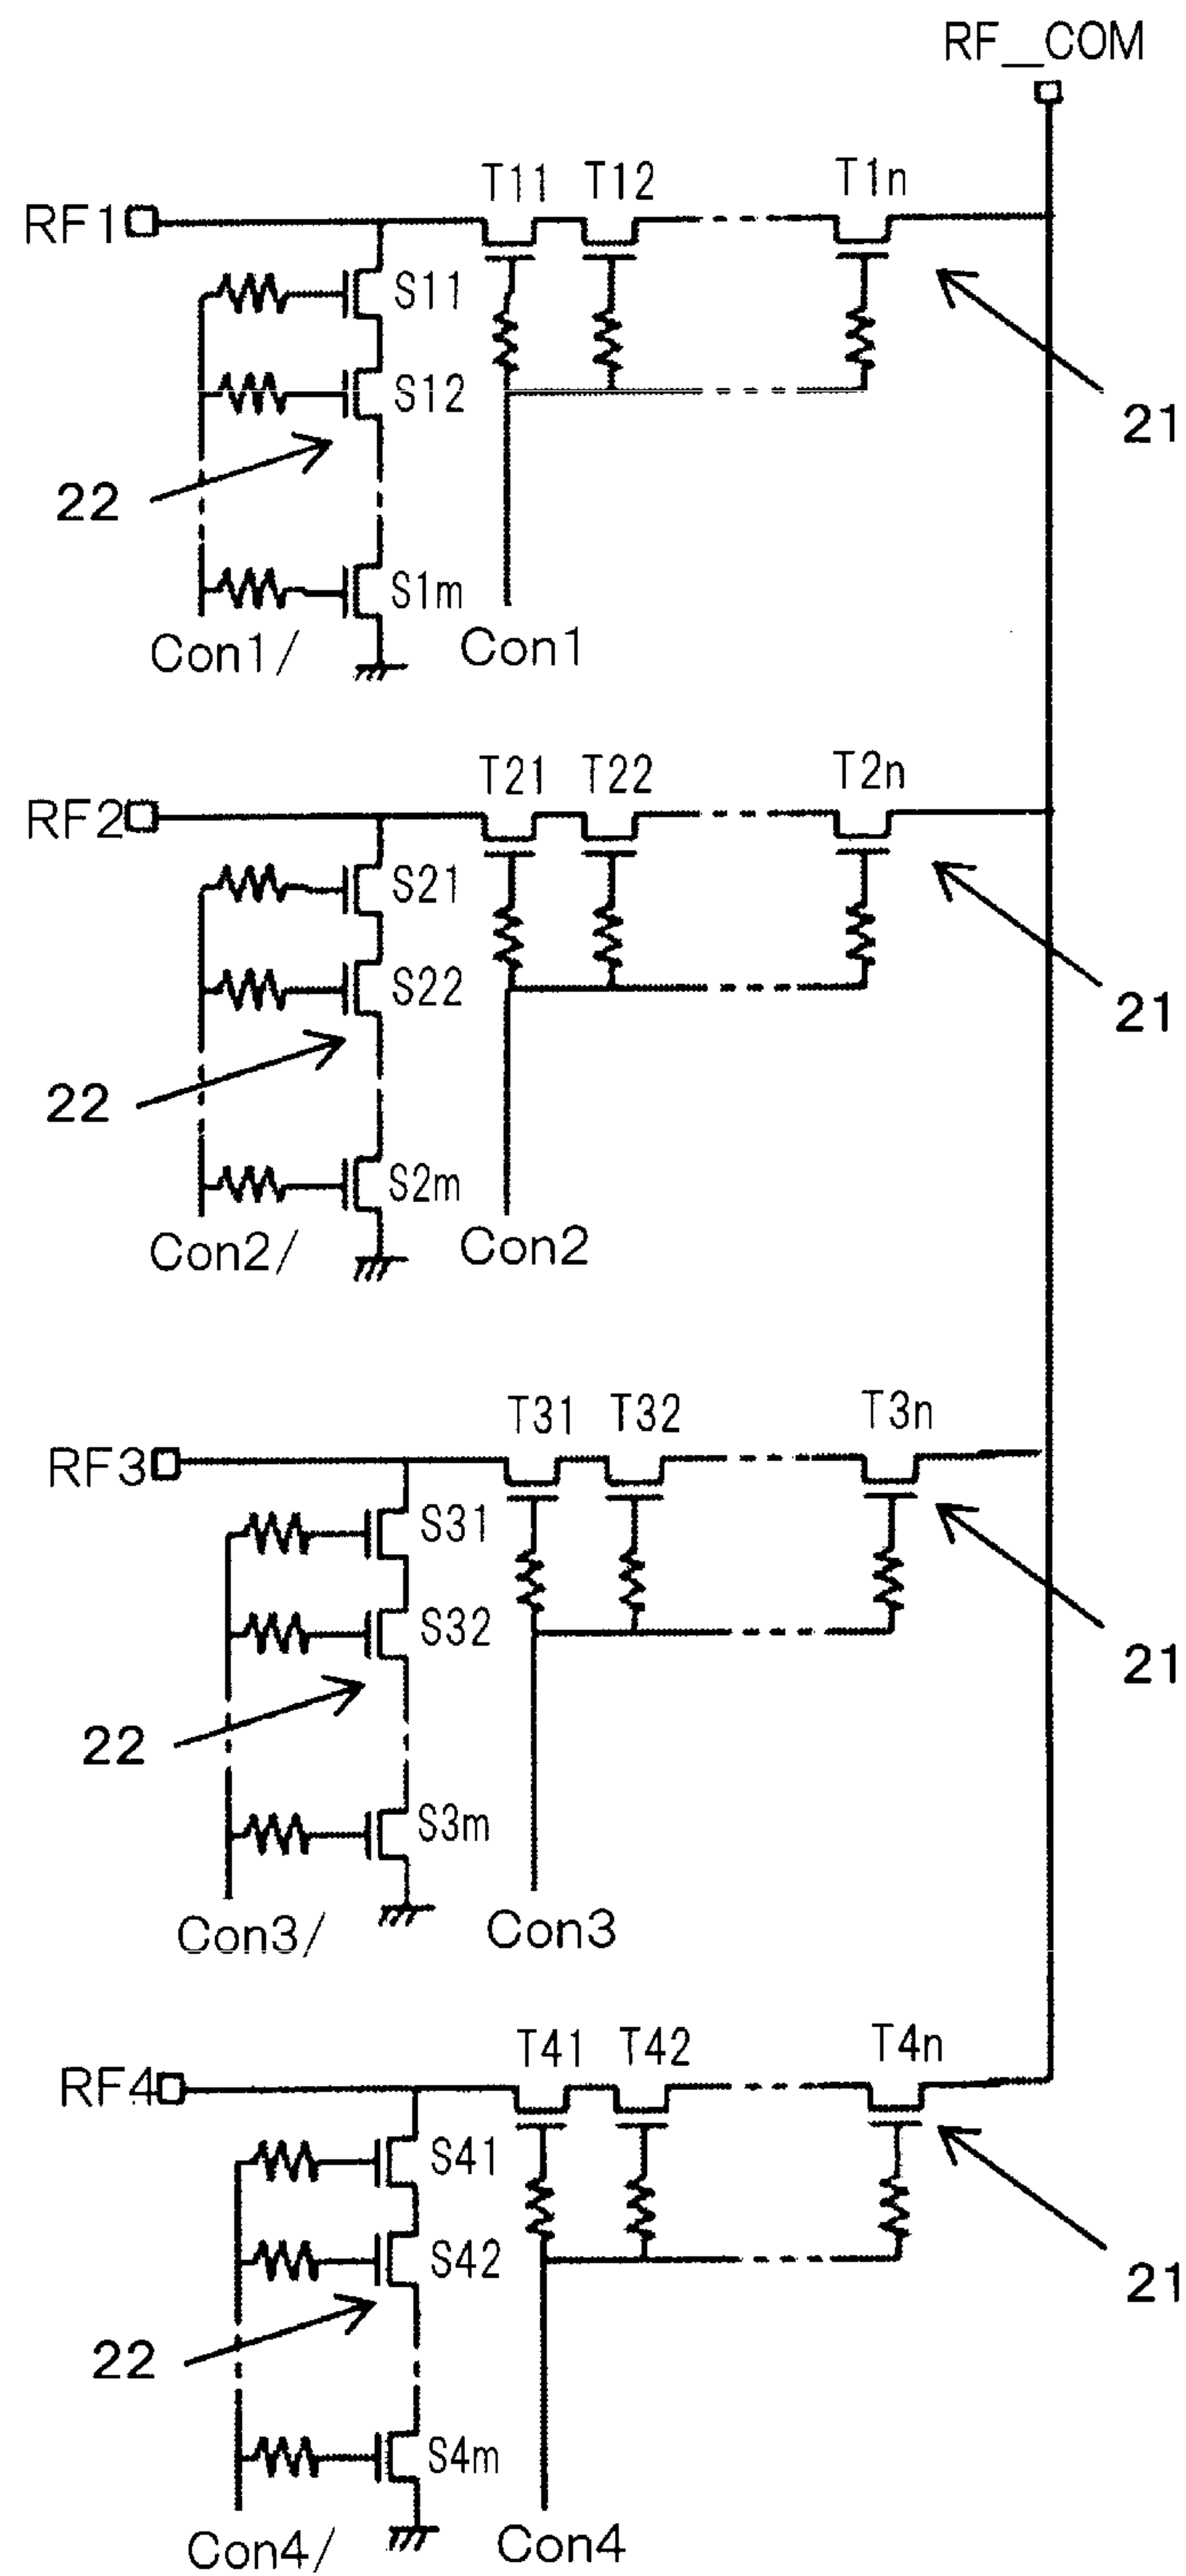 RF_COM
T11 T12 T1n
RF1
S11
S12
21
22
S1m
Con1/ Con1
T21 T22 T2n
RF2
S21
S22
21
22
S2m
Con2/ Con2
T31 T32 T3n
RF3
S31
S32
21
22
S3m
Con3/ Con3
T41 T42 T4n
RF4
S41
S42
21
22
S4m
Con4/ Con4